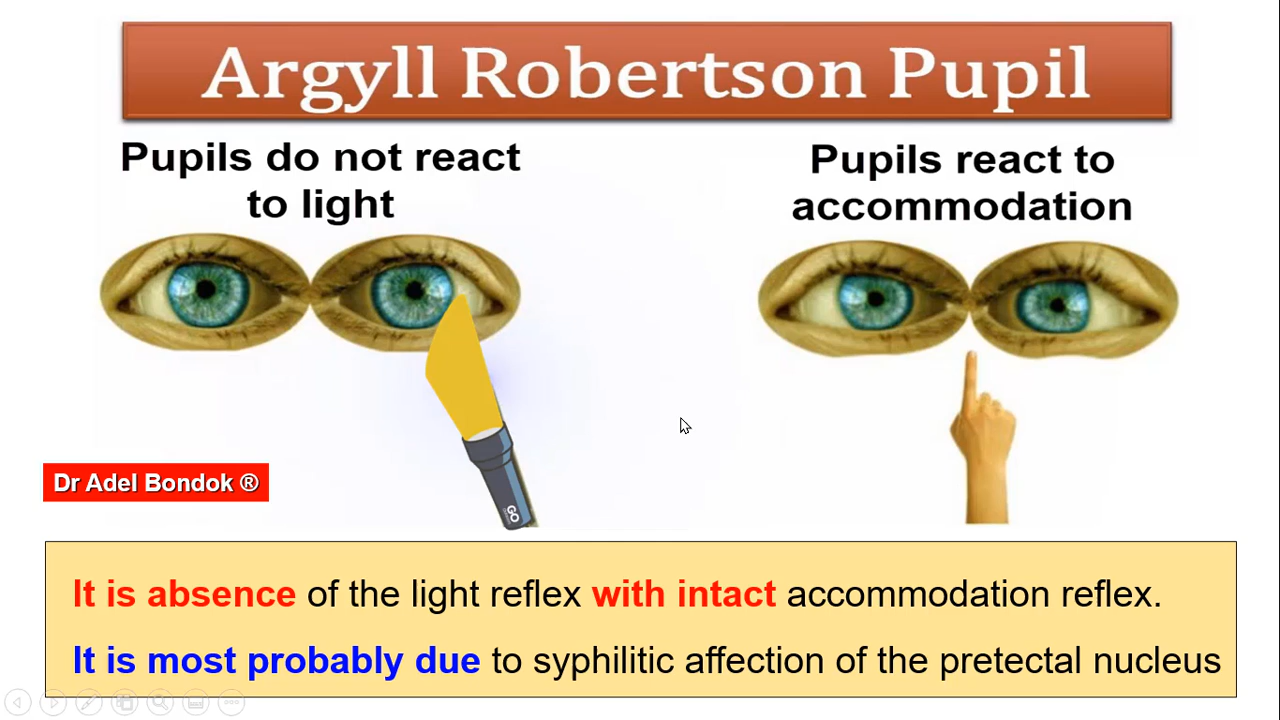 Argyll Robertson Pupil
Pupils do not react
to light
Pupils react to
accommodation
GO
Dr Adel Bondok ®
It is absence of the light reflex with intact accommodation reflex.
It is most probably due to syphilitic affection of the pretectal nucleus